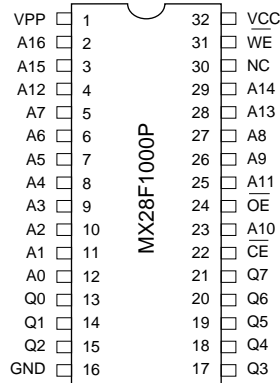 VPP 1 32 VCC
A16 2 31 W̅E̅
A15 3 30 NC
A12 4 29 A14
A7 5 28 A13
A6 6 27 A8
A5 7 26 A9
A4 8 25 A11
A3 9 24 O̅E̅
A2 10 23 A10
A1 11 22 C̅E̅
A0 12 21 Q7
Q0 13 20 Q6
Q1 14 19 Q5
Q2 15 18 Q4
GND 16 17 Q3
MX28F1000P